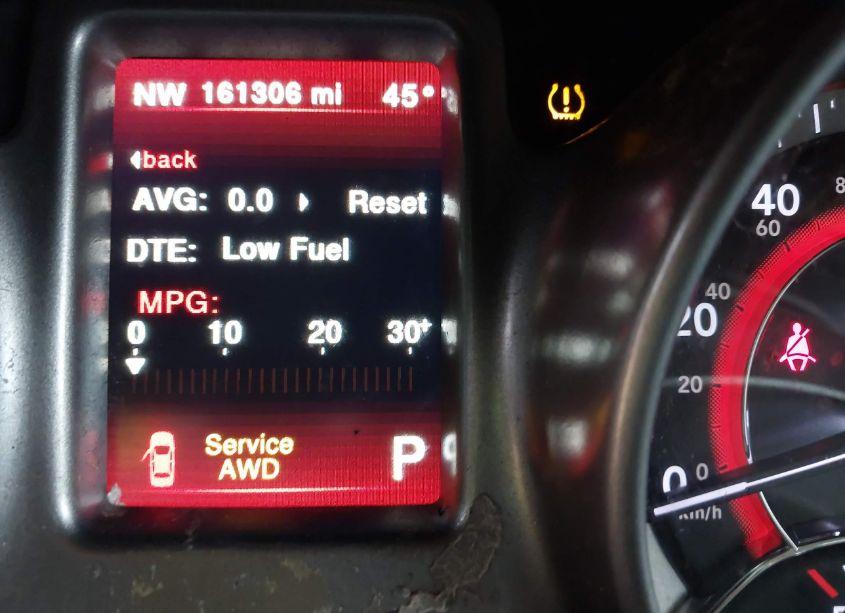 NW 161306 mi 45°
back
AVG: 0.0 Reset
DTE: Low Fuel
MPG:
0 10 20 30+
Service
AWD
P
40
60
40
20
20
0 0
km/h